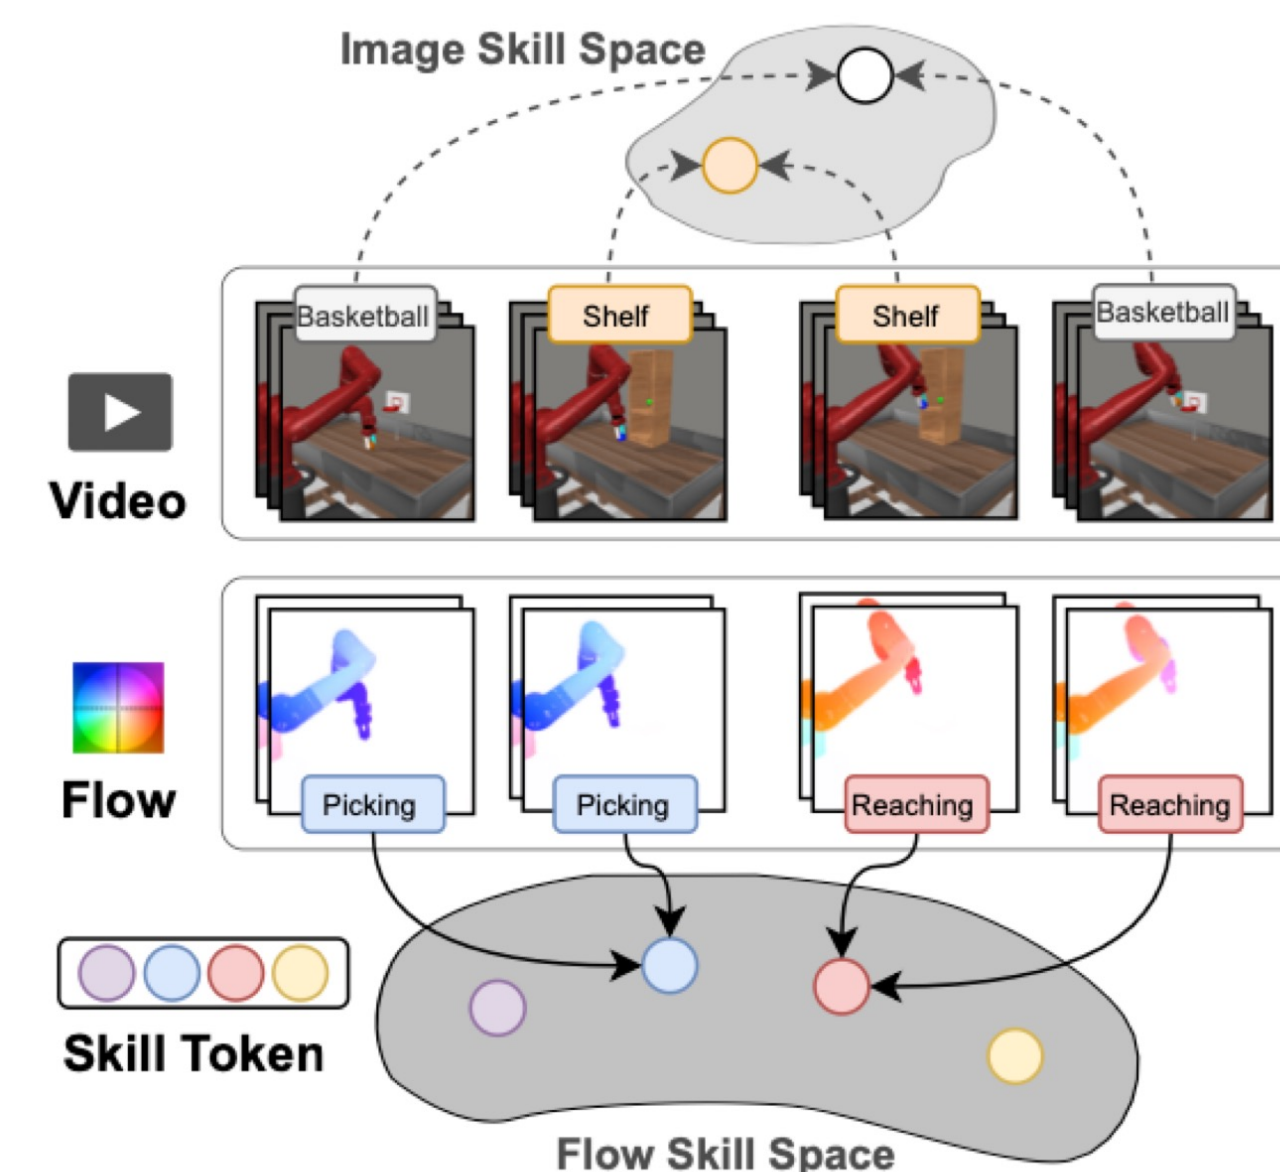 Image Skill Space
Basketball
Shelf
Shelf
Basketball
Video
Flow
Picking
Picking
Reaching
Reaching
Skill Token
Flow Skill Space